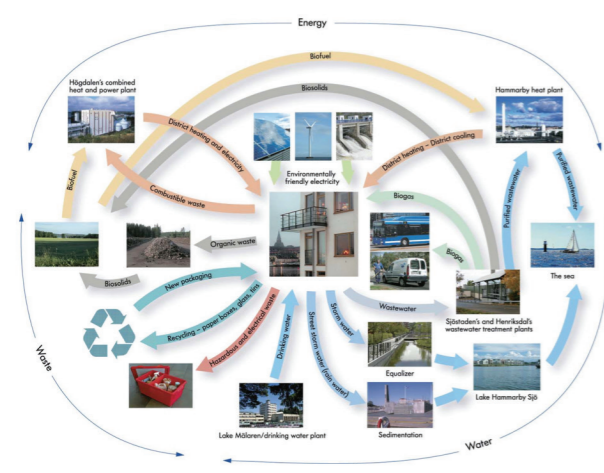 Energy
Biofuel
Högdalen's combined
heat and power plant
Hammarby heat plant
Biosolids
District heating and electricity
District heating – District cooling
Environmentally
friendly electricity
Purified wastewater
Purified wastewater
Biofuel
Combustible waste
Biogas
Organic waste
Biogas
The sea
Biosolids
New packaging
Wastewater
Sjöstaden's and Henriksdal's
wastewater treatment plants
Recycling – paper boxes, glass, tins
Hazardous and electrical waste
Drinking water
Street storm water (rain water)
Storm water
Equalizer
Waste
Lake Hammarby Sjö
Lake Mälaren/drinking water plant
Sedimentation
Water